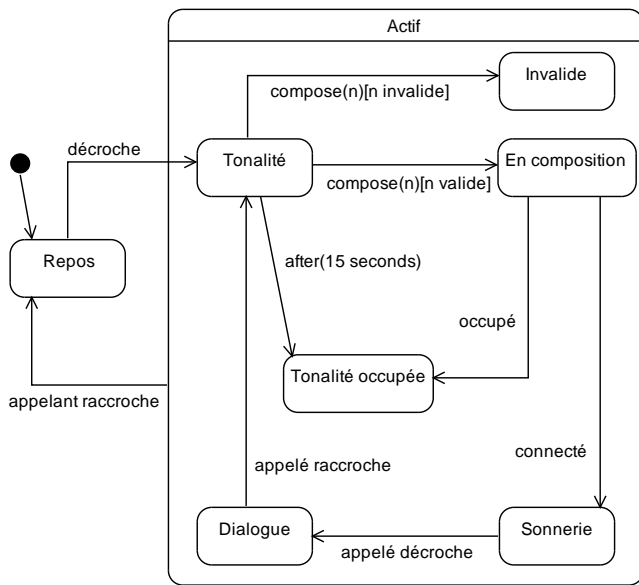 Actif
Invalide
compose(n)[n invalide]
décroche
Tonalité
En composition
compose(n)[n valide]
Repos
after(15 seconds)
occupé
Tonalité occupée
appelant raccroche
connecté
appelé raccroche
Dialogue
Sonnerie
appelé décroche